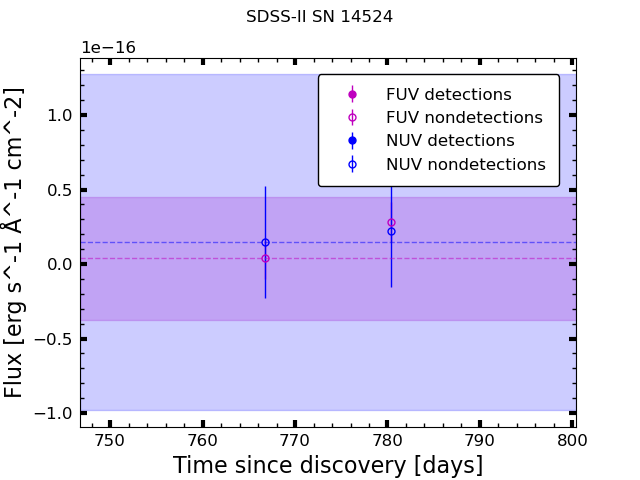 SDSS-II SN 14524
1e−16
FUV detections
FUV nondetections
NUV detections
NUV nondetections
1.0
0.5
0.0
−0.5
−1.0
Flux [erg s^-1 Å^-1 cm^-2]
750 760 770 780 790 800
Time since discovery [days]